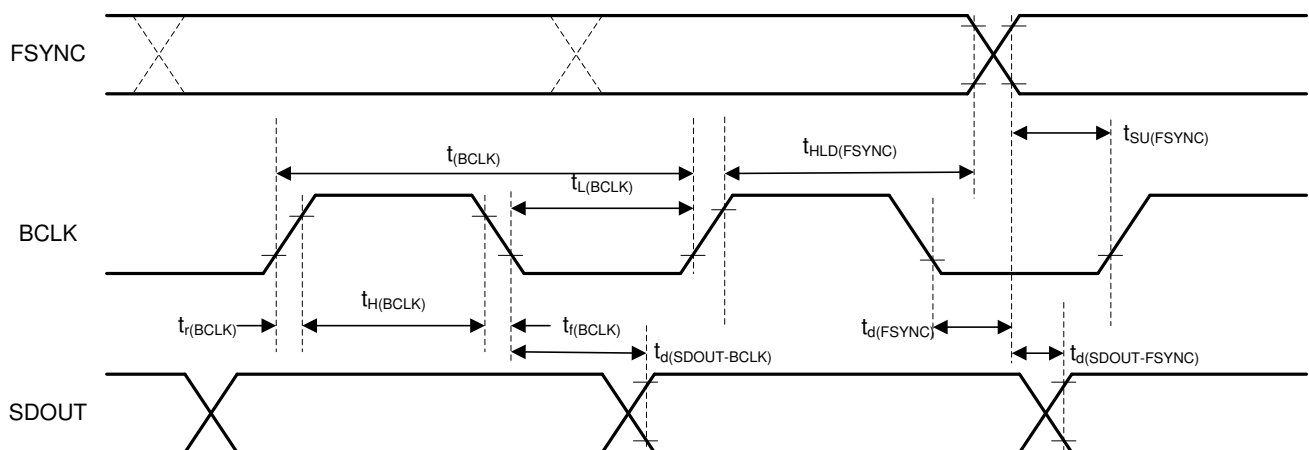 FSYNC
t(BCLK)
tHLD(FSYNC)
tSU(FSYNC)
tL(BCLK)
BCLK
tr(BCLK)
tH(BCLK)
tf(BCLK)
td(FSYNC)
td(SDOUT-BCLK)
td(SDOUT-FSYNC)
SDOUT